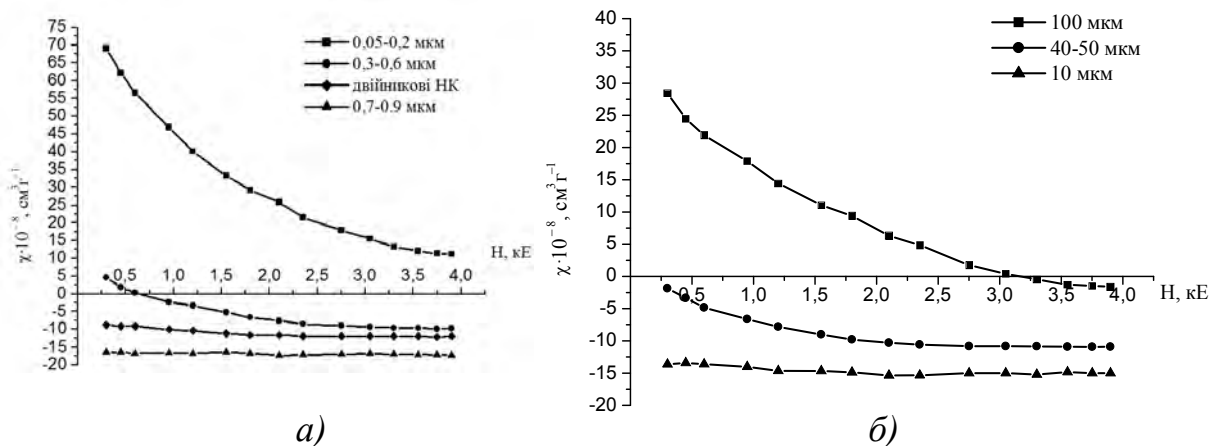 75
70
65
60
55
50
45
40
35
30
25
20
15
10
5
0
-5
-10
-15
-20
χ·10⁻⁸, см³г⁻¹
0,05-0,2 мкм
0,3-0,6 мкм
двійникові НК
0,7-0.9 мкм
0,5 1,0 1,5 2,0 2,5 3,0 3,5 4,0
Н, кЕ
а)
40
35
30
25
20
15
10
5
0
-5
-10
-15
-20
χ·10⁻⁸, см³г⁻¹
100 мкм
40-50 мкм
10 мкм
0,5 1,0 1,5 2,0 2,5 3,0 3,5 4,0
Н, кЕ
б)